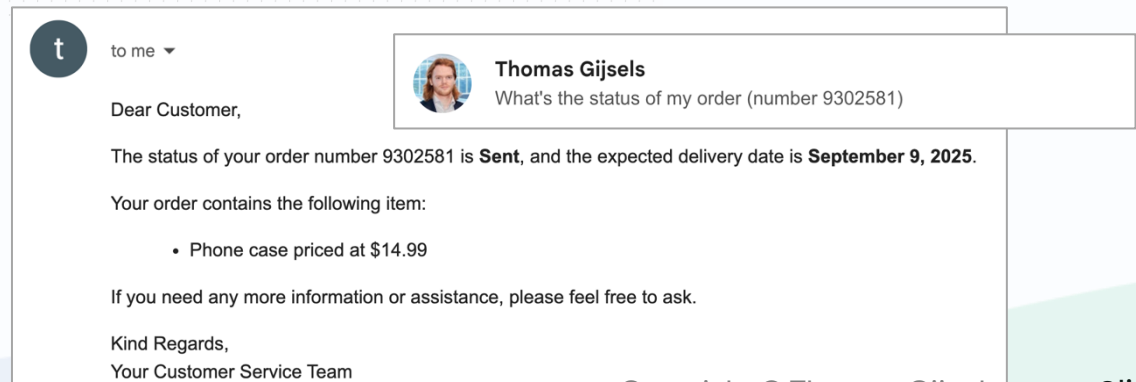 t
to me
Thomas Gijsels
What's the status of my order (number 9302581)
Dear Customer,
The status of your order number 9302581 is Sent, and the expected delivery date is September 9, 2025.
Your order contains the following item:
• Phone case priced at $14.99
If you need any more information or assistance, please feel free to ask.
Kind Regards,
Your Customer Service Team